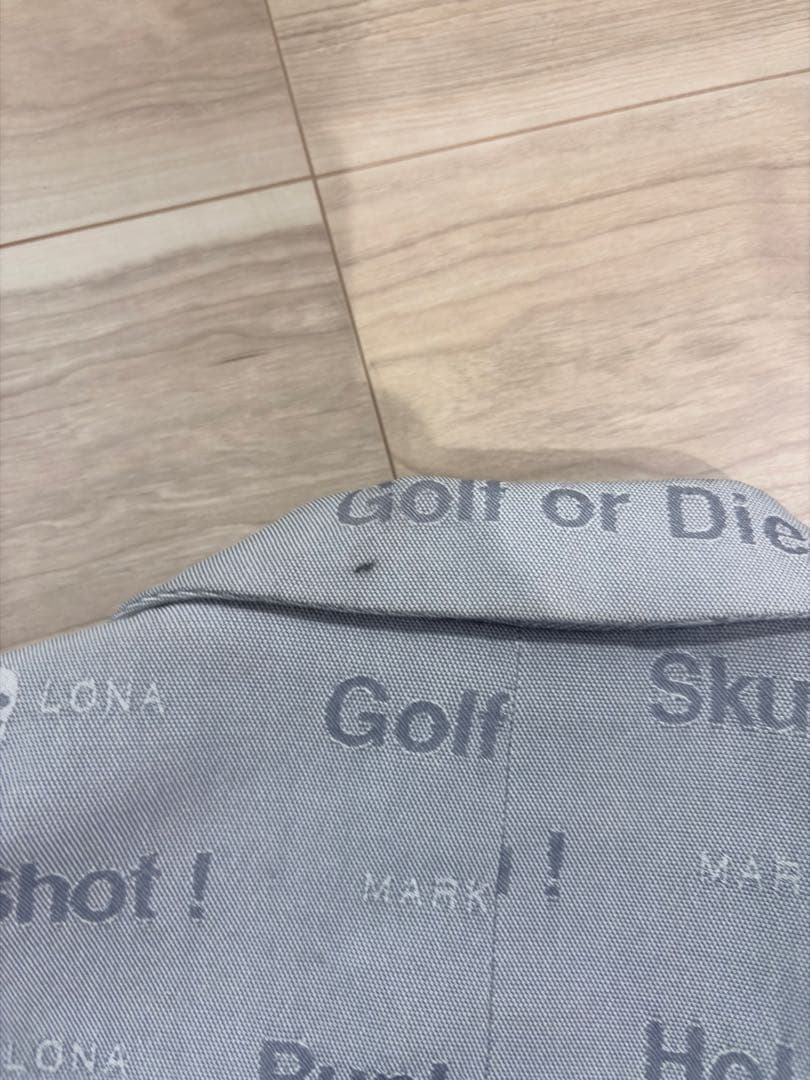 Golf or Die
LONA Golf Sku
shot ! MARK ! MAR
LONA